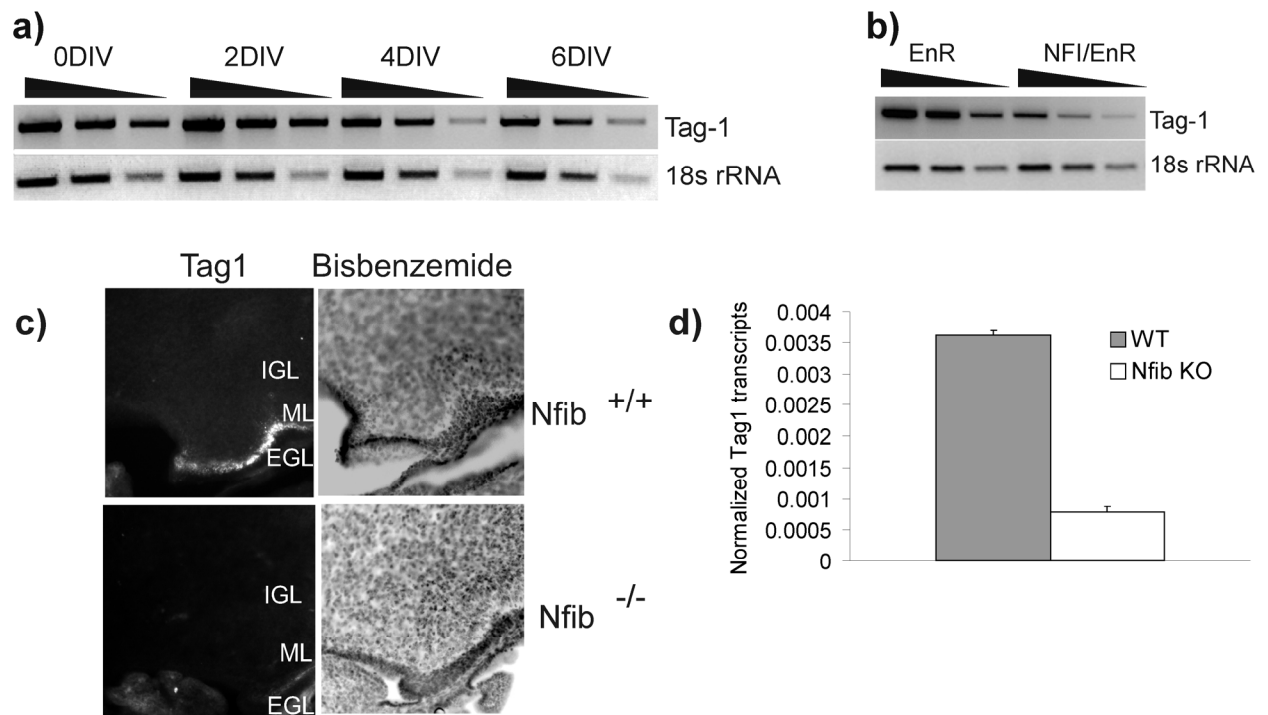 a)
0DIV 2DIV 4DIV 6DIV
Tag-1
18s rRNA
b)
EnR NFI/EnR
Tag-1
18s rRNA
c)
Tag1 Bisbenzemide
IGL
ML
EGL
Nfib +/+
IGL
ML
EGL
Nfib -/-
d)
Normalized Tag1 transcripts
0.004
0.0035
0.003
0.0025
0.002
0.0015
0.001
0.0005
0
WT
Nfib KO